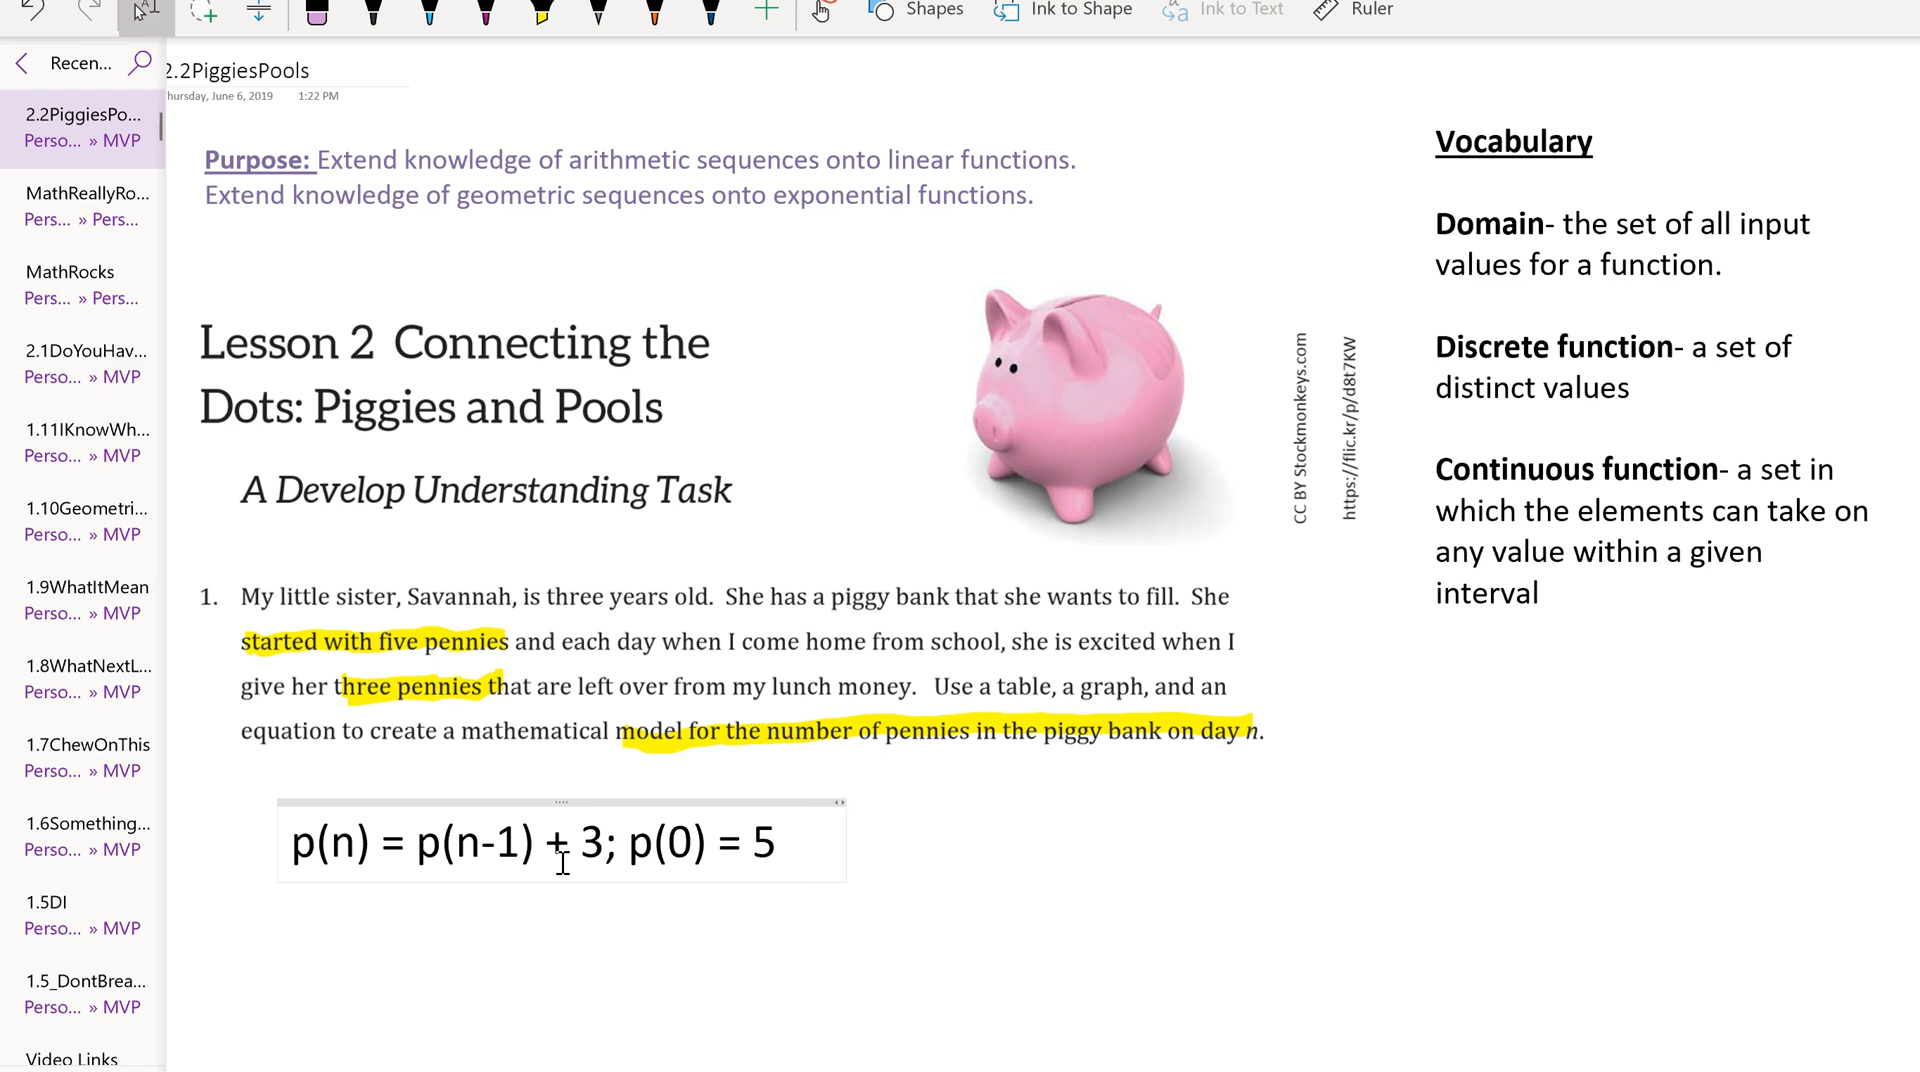 Shapes
Ink to Shape
Ink to Text
Ruler
Recen...
2.2PiggiesPo...
Perso... » MVP
MathReallyRo...
Pers... » Pers...
MathRocks
Pers... » Pers...
2.1DoYouHav...
Perso... » MVP
1.11IKnowWh...
Perso... » MVP
1.10Geometri...
Perso... » MVP
1.9WhatItMean
Perso... » MVP
1.8WhatNextL...
Perso... » MVP
1.7ChewOnThis
Perso... » MVP
1.6Something...
Perso... » MVP
1.5DI
Perso... » MVP
1.5_DontBrea...
Perso... » MVP
Video Links
2.2PiggiesPools
hursday, June 6, 2019 1:22 PM
Purpose: Extend knowledge of arithmetic sequences onto linear functions.
Extend knowledge of geometric sequences onto exponential functions.
Lesson 2 Connecting the
Dots: Piggies and Pools
A Develop Understanding Task
CC BY Stockmonkeys.com
https://flic.kr/p/d8t7KW
1. My little sister, Savannah, is three years old. She has a piggy bank that she wants to fill. She
started with five pennies and each day when I come home from school, she is excited when I
give her three pennies that are left over from my lunch money. Use a table, a graph, and an
equation to create a mathematical model for the number of pennies in the piggy bank on day n.
p(n) = p(n-1) + 3; p(0) = 5
Vocabulary
Domain- the set of all input
values for a function.
Discrete function- a set of
distinct values
Continuous function- a set in
which the elements can take on
any value within a given
interval